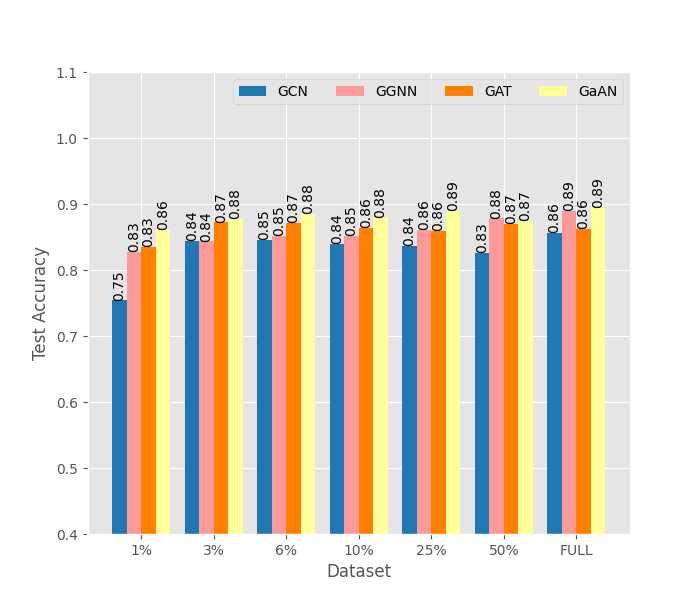 1.1
1.0
0.9
0.8
0.7
0.6
0.5
0.4
Test Accuracy
GCN GGNN GAT GaAN
0.75 0.83 0.83 0.86
0.84 0.84 0.87 0.88
0.85 0.85 0.87 0.88
0.84 0.85 0.86 0.88
0.84 0.86 0.86 0.89
0.83 0.88 0.87 0.87
0.86 0.89 0.86 0.89
1% 3% 6% 10% 25% 50% FULL
Dataset